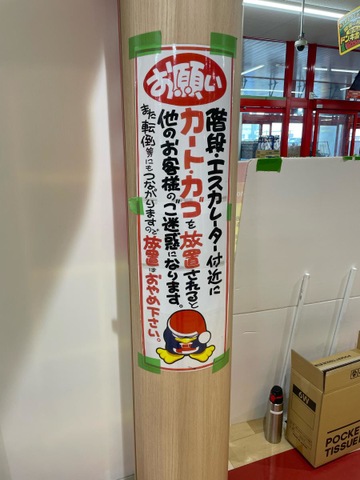 お願い
階段・エスカレーター付近に
カート・カゴを放置されると
他のお客様のご迷惑になります。
また転倒等にもつながりますので
放置はおやめ下さい。
6W
POCKET
TISSUE